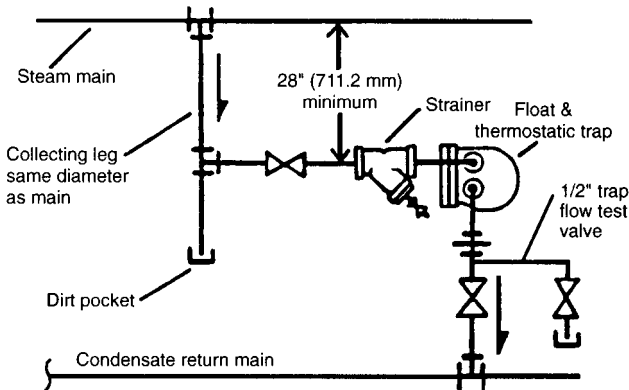 Steam main
28" (711.2 mm)
minimum
Strainer
Float &
thermostatic trap
Collecting leg
same diameter
as main
1/2" trap
flow test
valve
Dirt pocket
Condensate return main